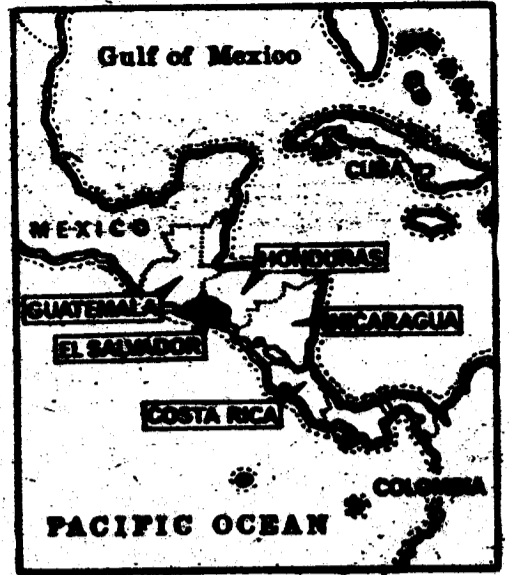 Gulf of Mexico
CUBA
MEXICO
HONDURAS
GUATEMALA
NICARAGUA
EL SALVADOR
COSTA RICA
COLOMBIA
PACIFIC OCEAN